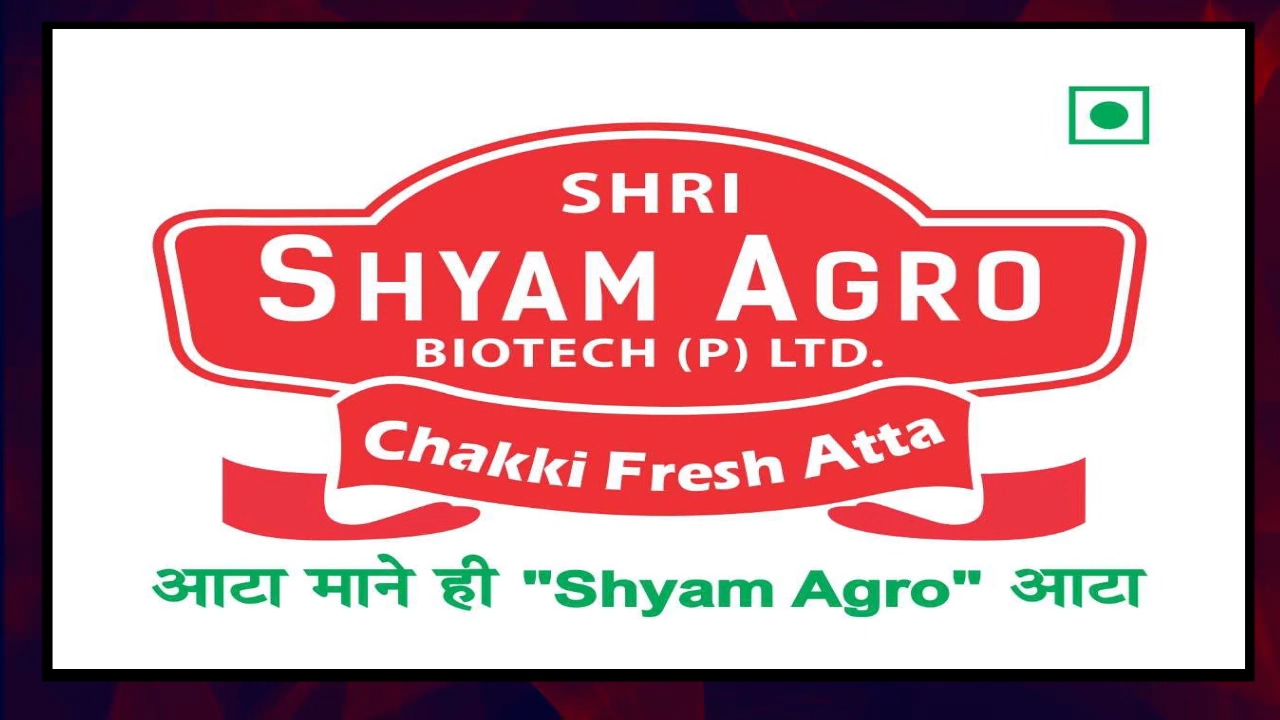 SHRI
SHYAM AGRO
BIOTECH (P) LTD.
Chakki Fresh Atta
आटा माने ही "Shyam Agro" आटा